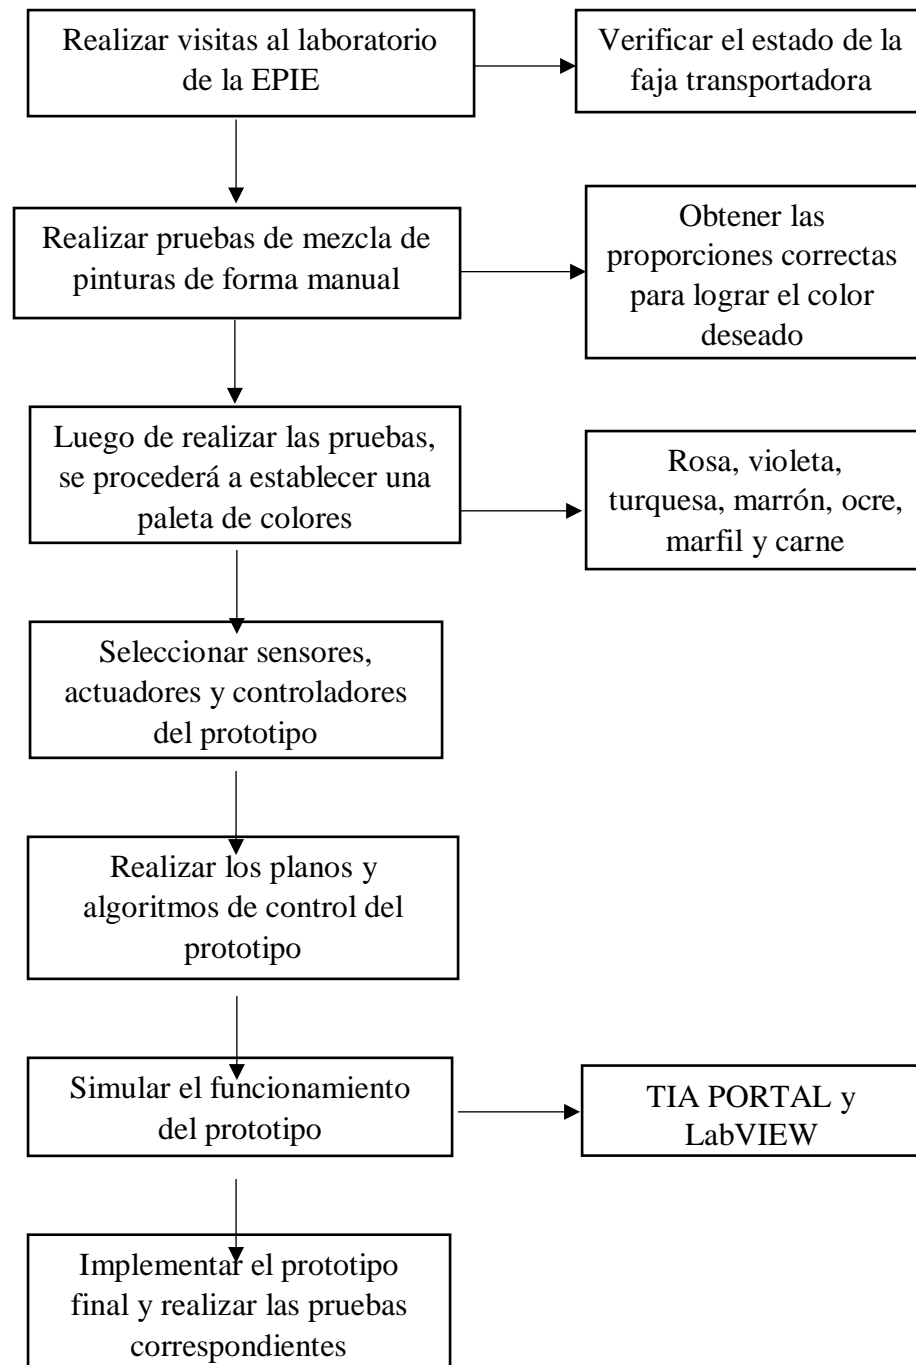 Realizar visitas al laboratorio
de la EPIE
Verificar el estado de la
faja transportadora
Realizar pruebas de mezcla de
pinturas de forma manual
Obtener las
proporciones correctas
para lograr el color
deseado
Luego de realizar las pruebas,
se procederá a establecer una
paleta de colores
Rosa, violeta,
turquesa, marrón, ocre,
marfil y carne
Seleccionar sensores,
actuadores y controladores
del prototipo
Realizar los planos y
algoritmos de control del
prototipo
Simular el funcionamiento
del prototipo
TIA PORTAL y
LabVIEW
Implementar el prototipo
final y realizar las pruebas
correspondientes